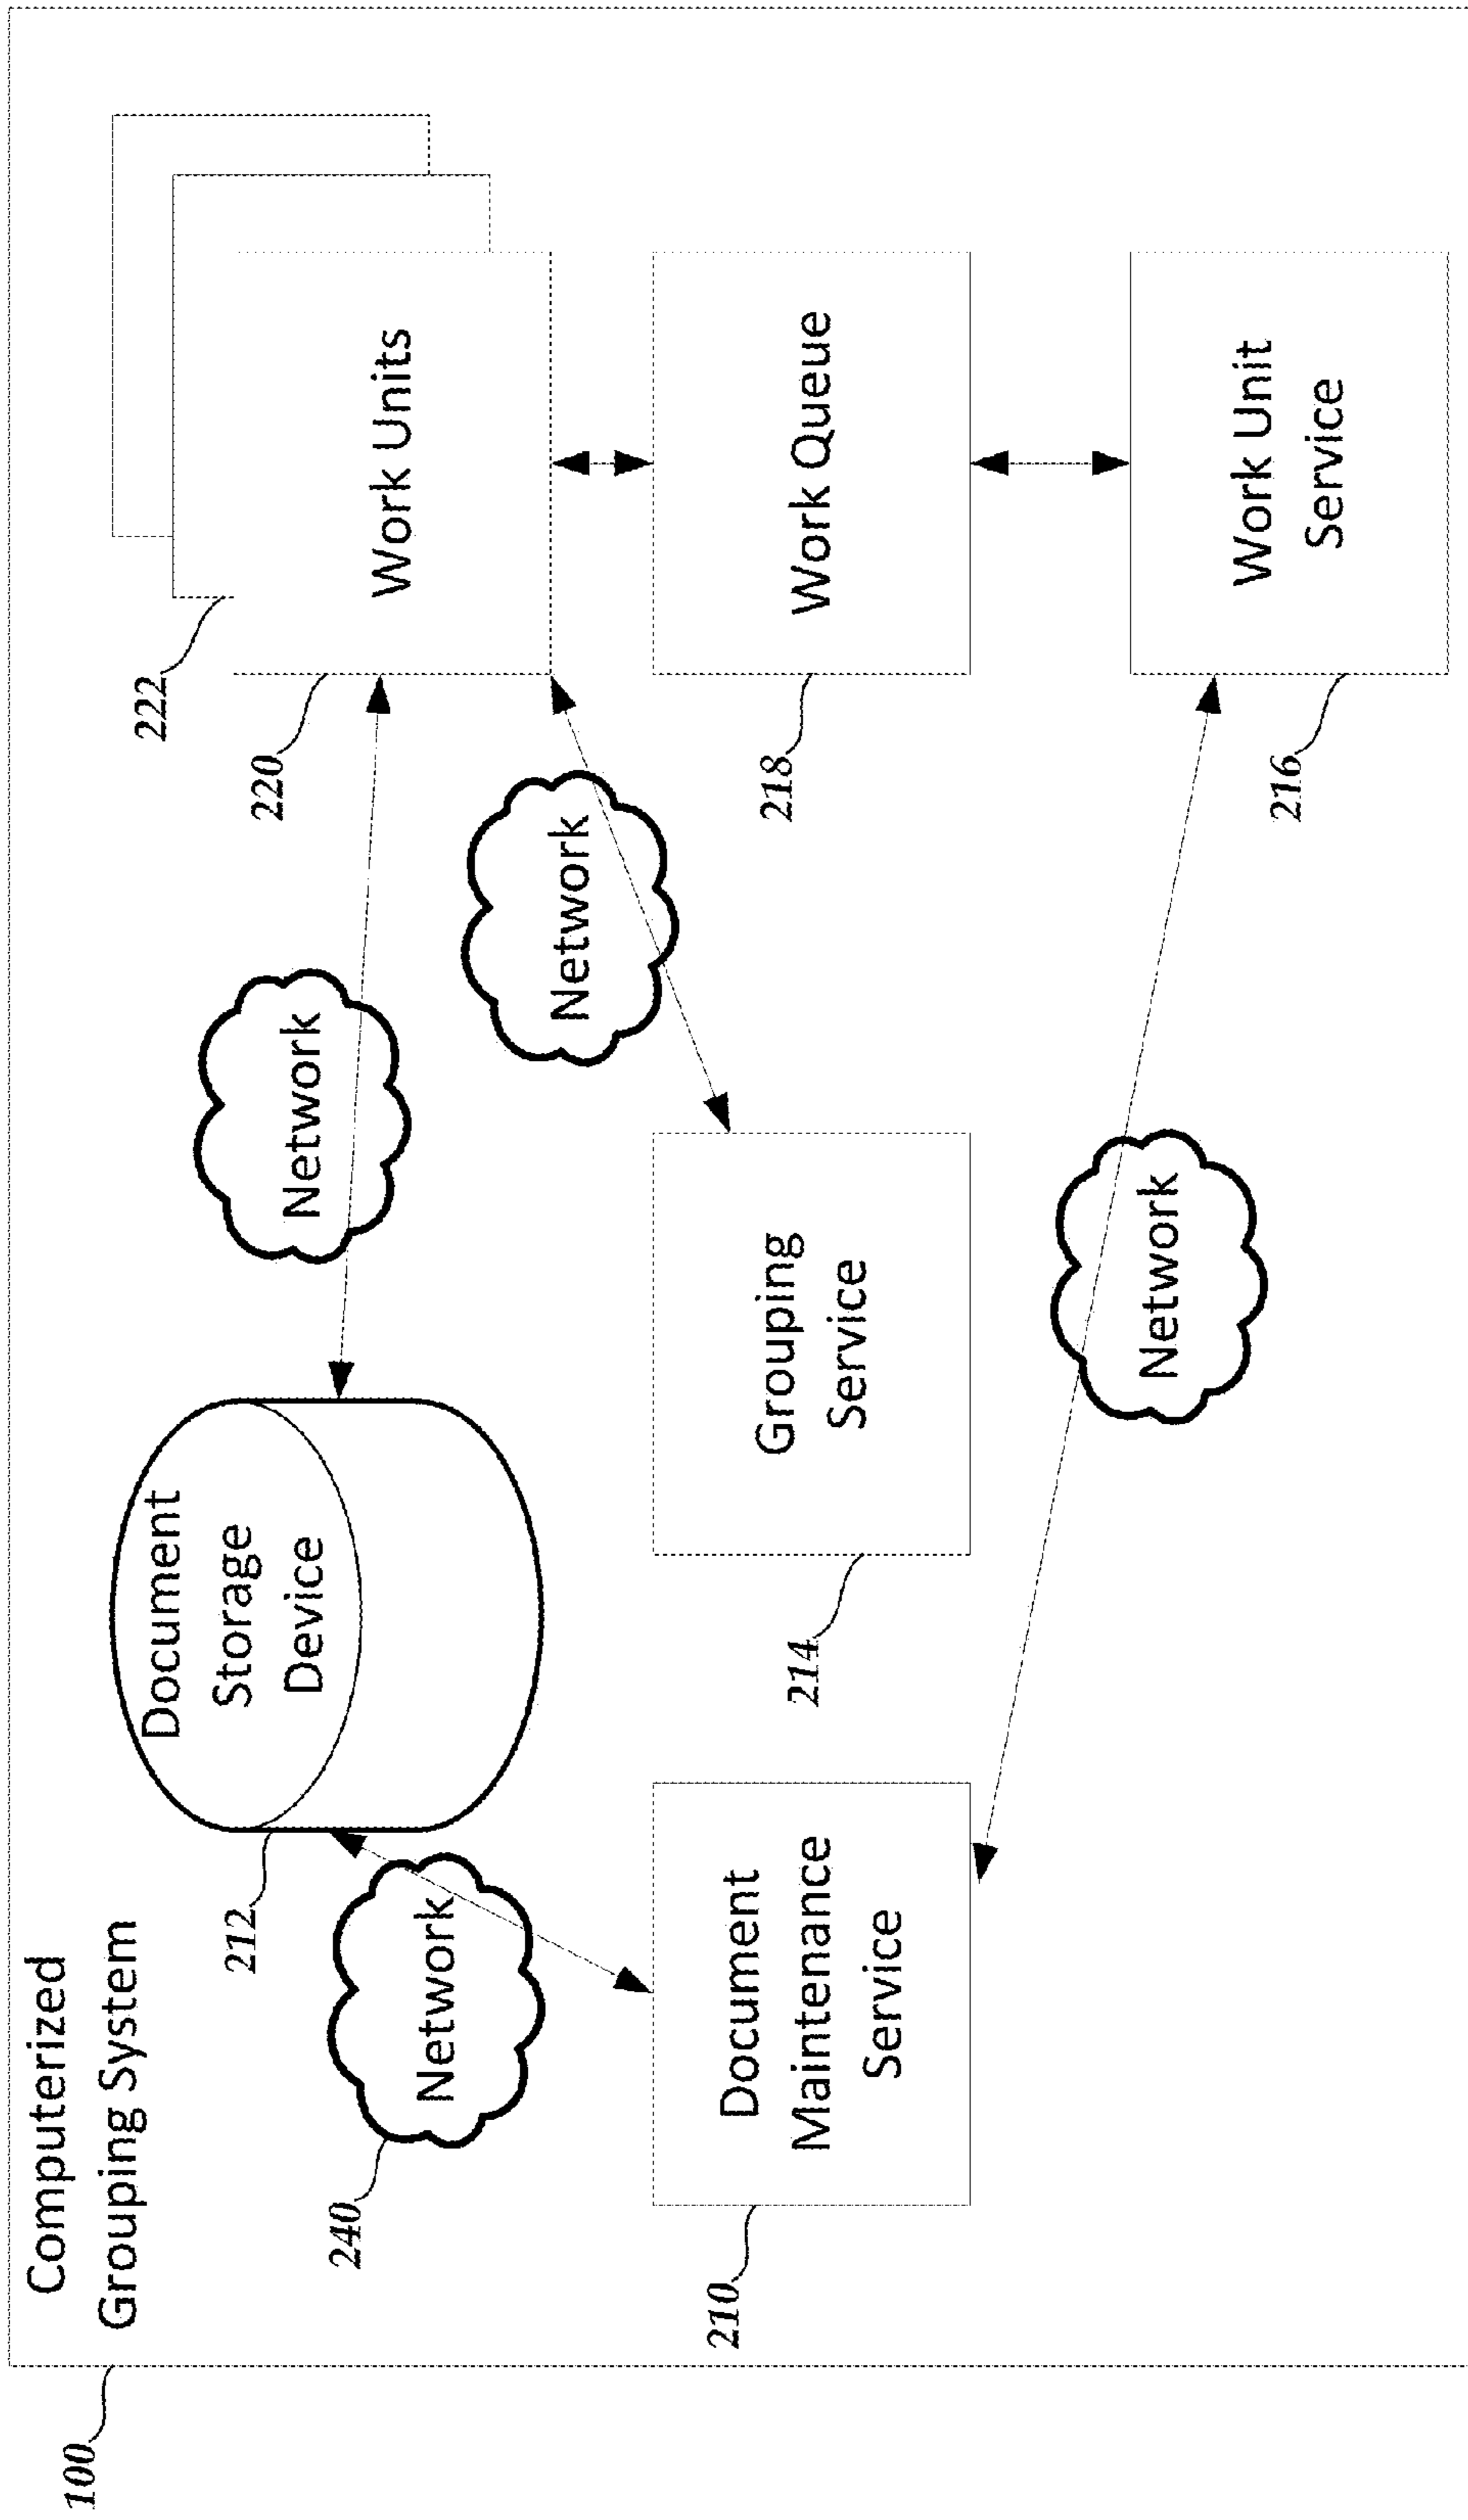 100
Computerized
Grouping System
240
Network
212
Document
Storage
Device
Network
222
220
Work Units
Network
210
Document
Maintenance
Service
214
Grouping
Service
218
Work Queue
Network
216
Work Unit
Service